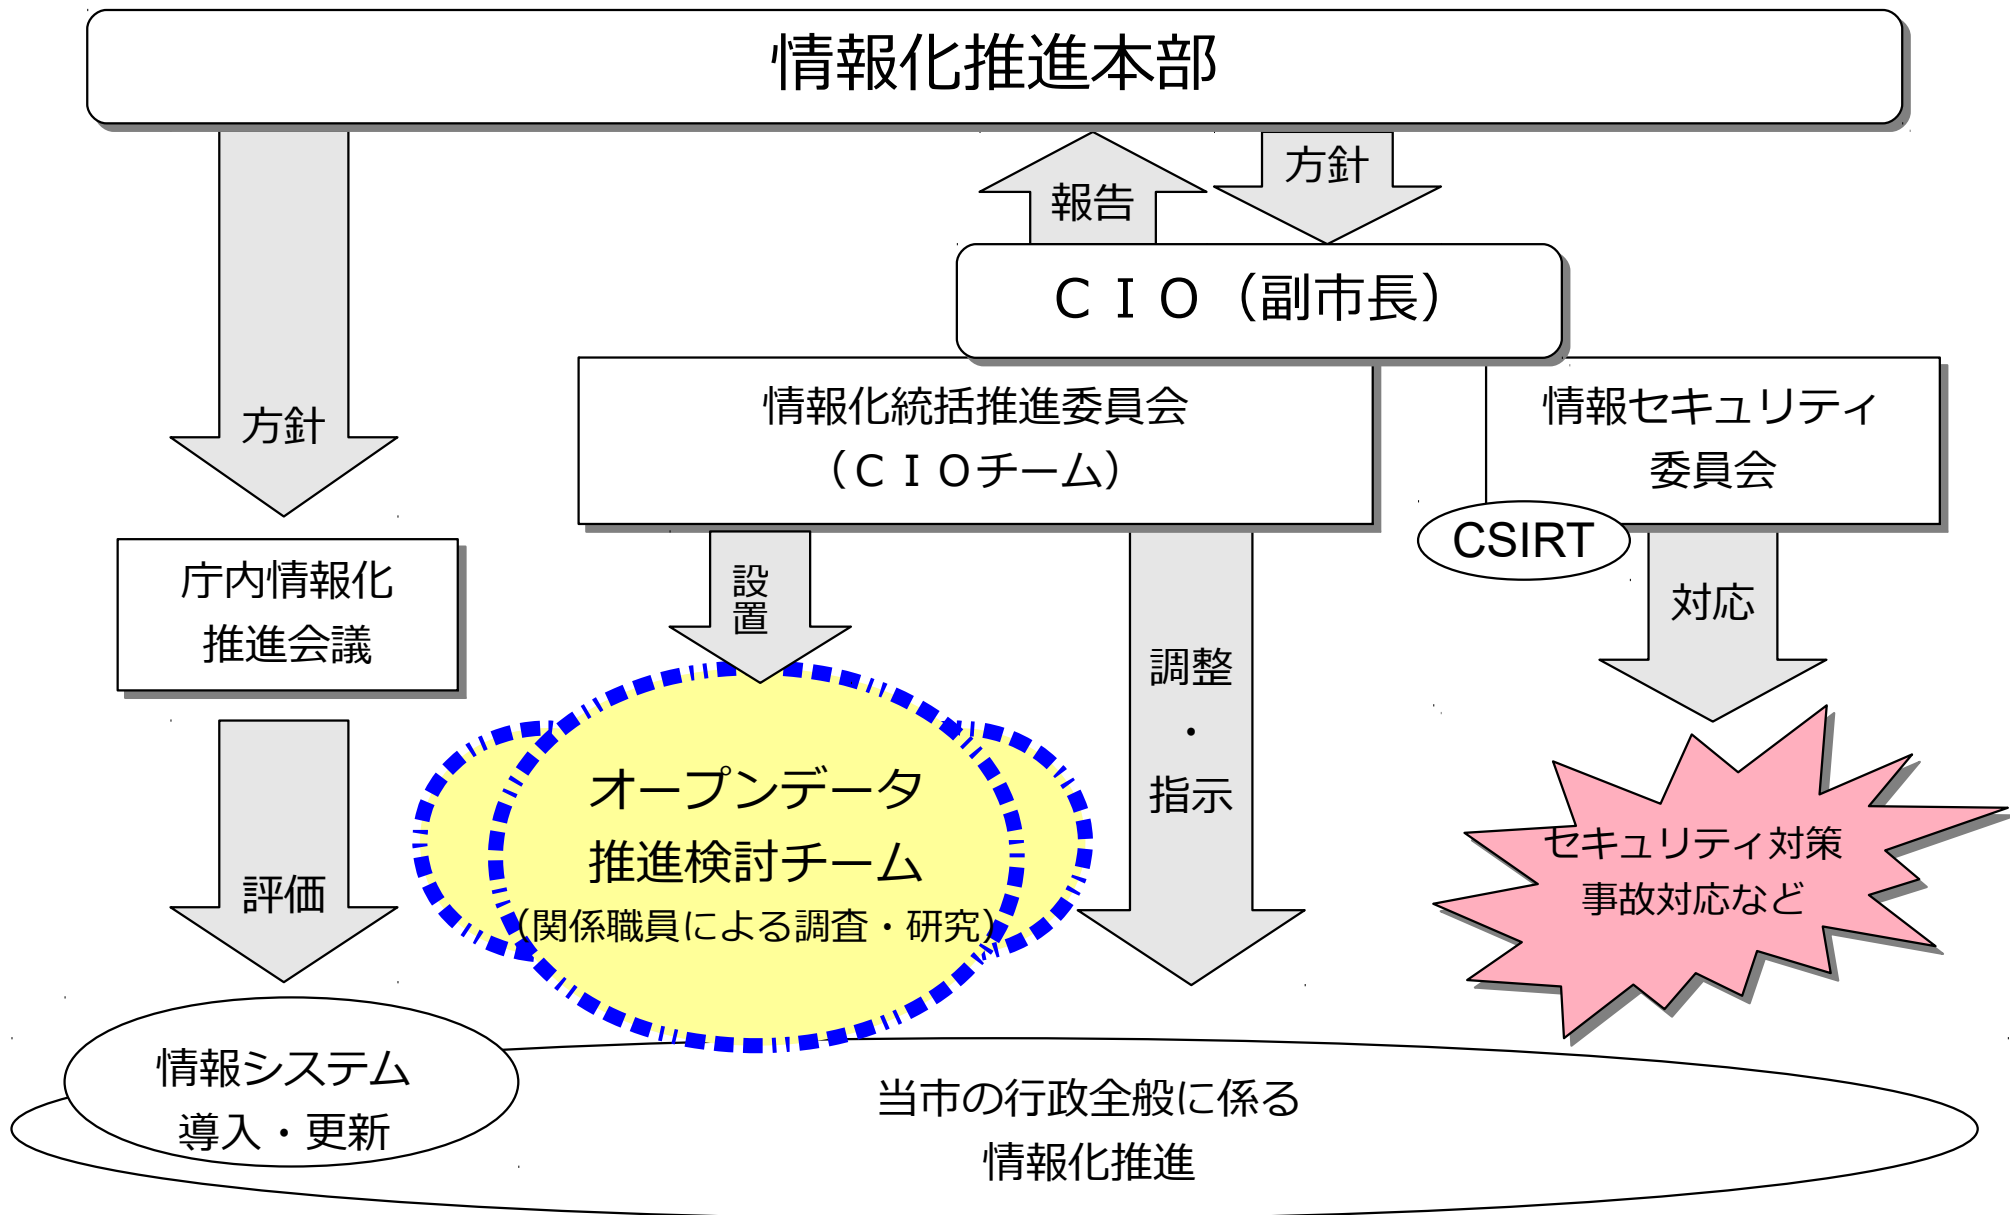 情報化推進本部
報告
方針
ＣＩＯ（副市長）
方針
情報化統括推進委員会
（ＣＩＯチーム）
情報セキュリティ
委員会
CSIRT
庁内情報化
推進会議
設
置
調整
・
指示
対応
オープンデータ
推進検討チーム
（関係職員による調査・研究）
評価
セキュリティ対策
事故対応など
情報システム
導入・更新
当市の行政全般に係る
情報化推進